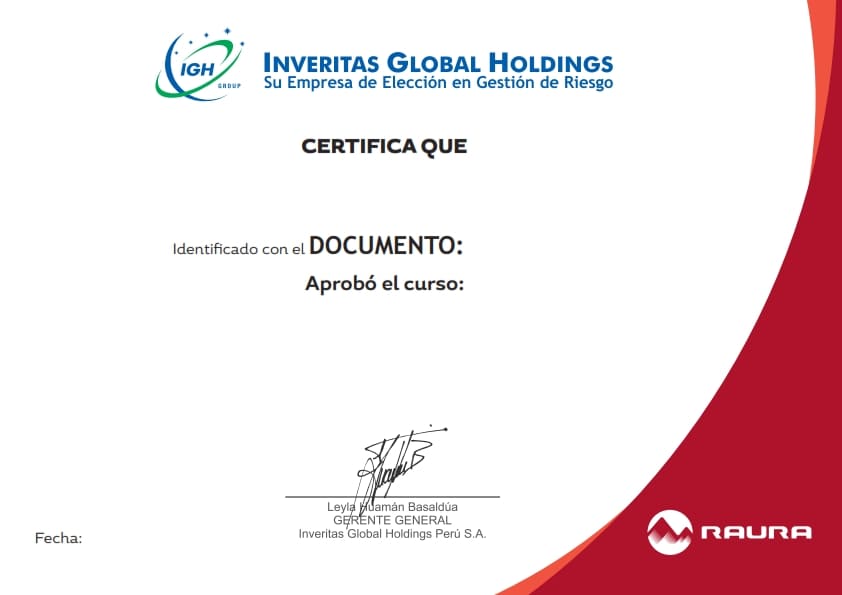 IGH
GROUP
INVERITAS GLOBAL HOLDINGS
Su Empresa de Elección en Gestión de Riesgo
CERTIFICA QUE
Identificado con el DOCUMENTO:
Aprobó el curso:
Leyla Huamán Basaldúa
GERENTE GENERAL
Inveritas Global Holdings Perú S.A.
Fecha:
RAURA